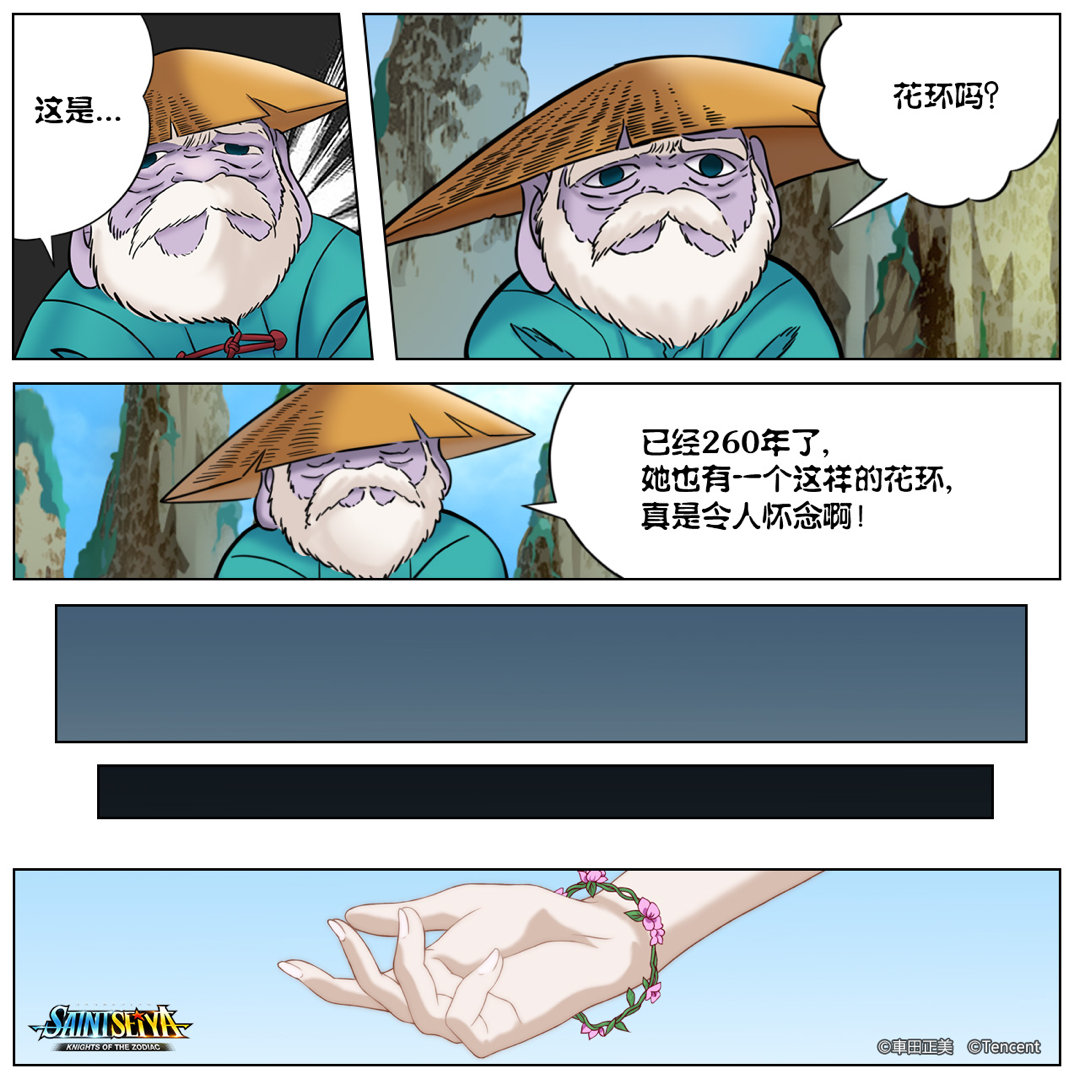 这是...
花环吗?
已经260年了,
她也有一个这样的花环,
真是令人怀念啊!
SAINT SEIYA
KNIGHTS OF THE ZODIAC
©車田正美 ©Tencent